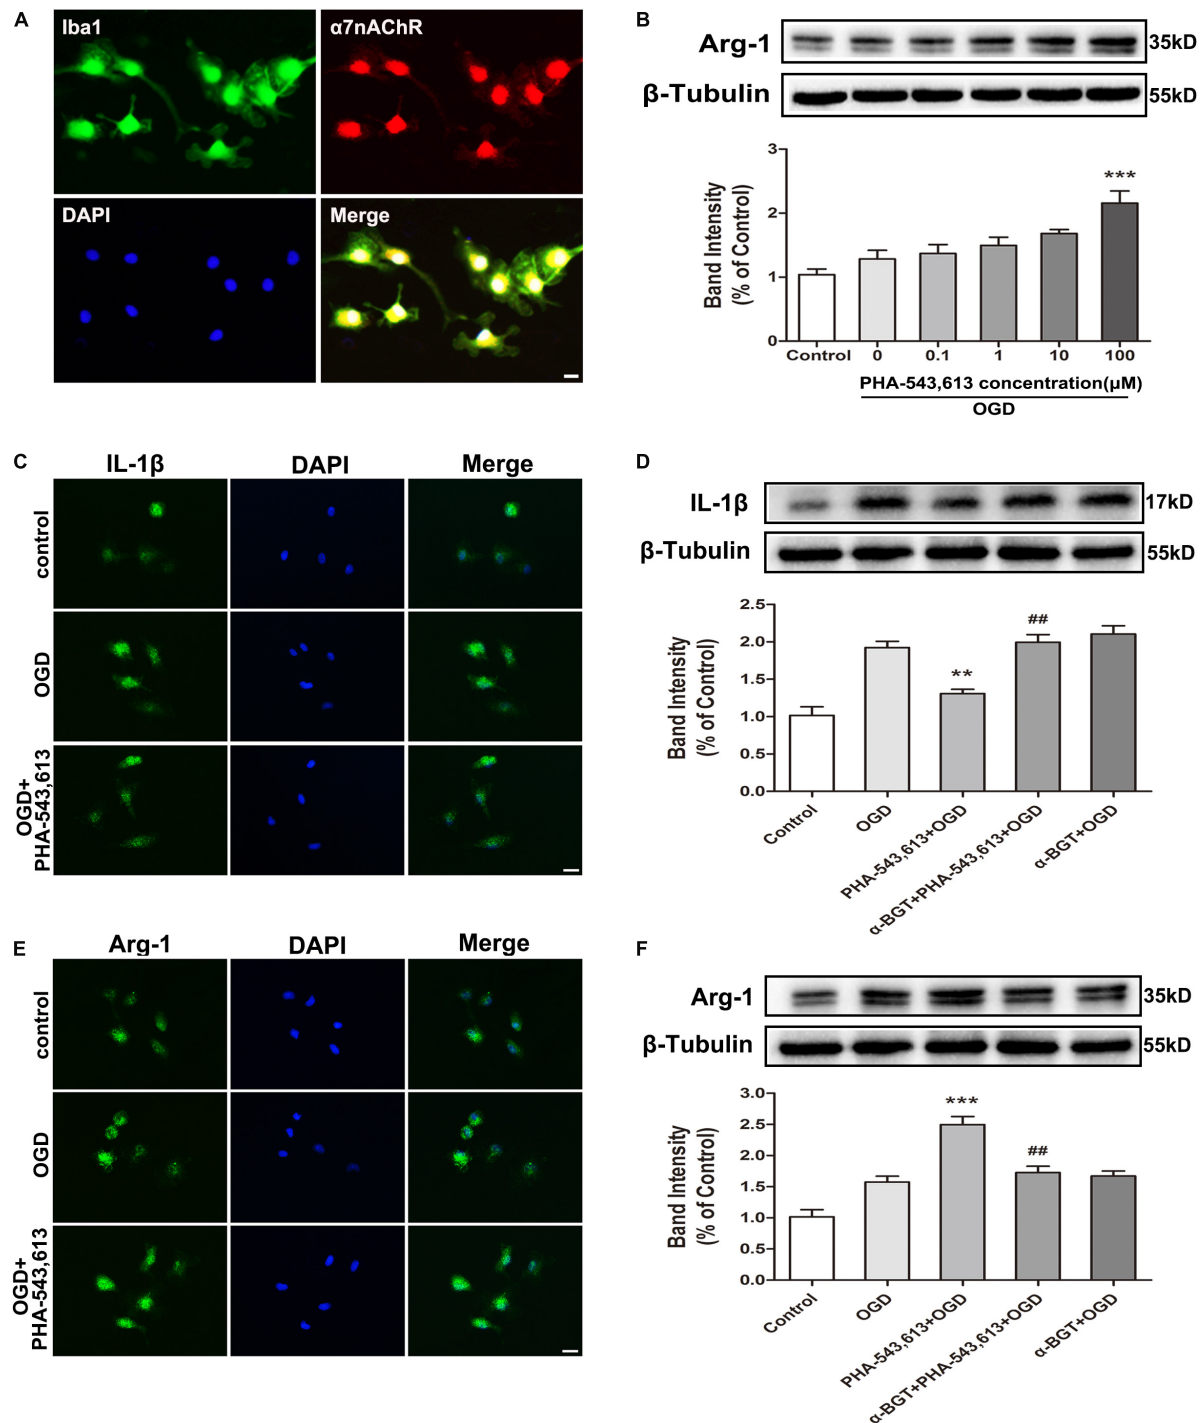 A
Iba1
α7nAChR
DAPI
Merge
B
Arg-1
35kD
β-Tubulin
55kD
Band Intensity
(% of Control)
3
2
1
0
Control 0 0.1 1 10 100
***
PHA-543,613 concentration(μM)
OGD
C
IL-1β DAPI Merge
control
OGD
OGD+
PHA-543,613
D
IL-1β
17kD
β-Tubulin
55kD
Band Intensity
(% of Control)
2.5
2.0
1.5
1.0
0.5
0.0
**
##
Control
OGD
PHA-543,613+OGD
α-BGT+PHA-543,613+OGD
α-BGT+OGD
E
Arg-1 DAPI Merge
control
OGD
OGD+
PHA-543,613
F
Arg-1
35kD
β-Tubulin
55kD
Band Intensity
(% of Control)
3.0
2.5
2.0
1.5
1.0
0.5
0.0
***
##
Control
OGD
PHA-543,613+OGD
α-BGT+PHA-543,613+OGD
α-BGT+OGD